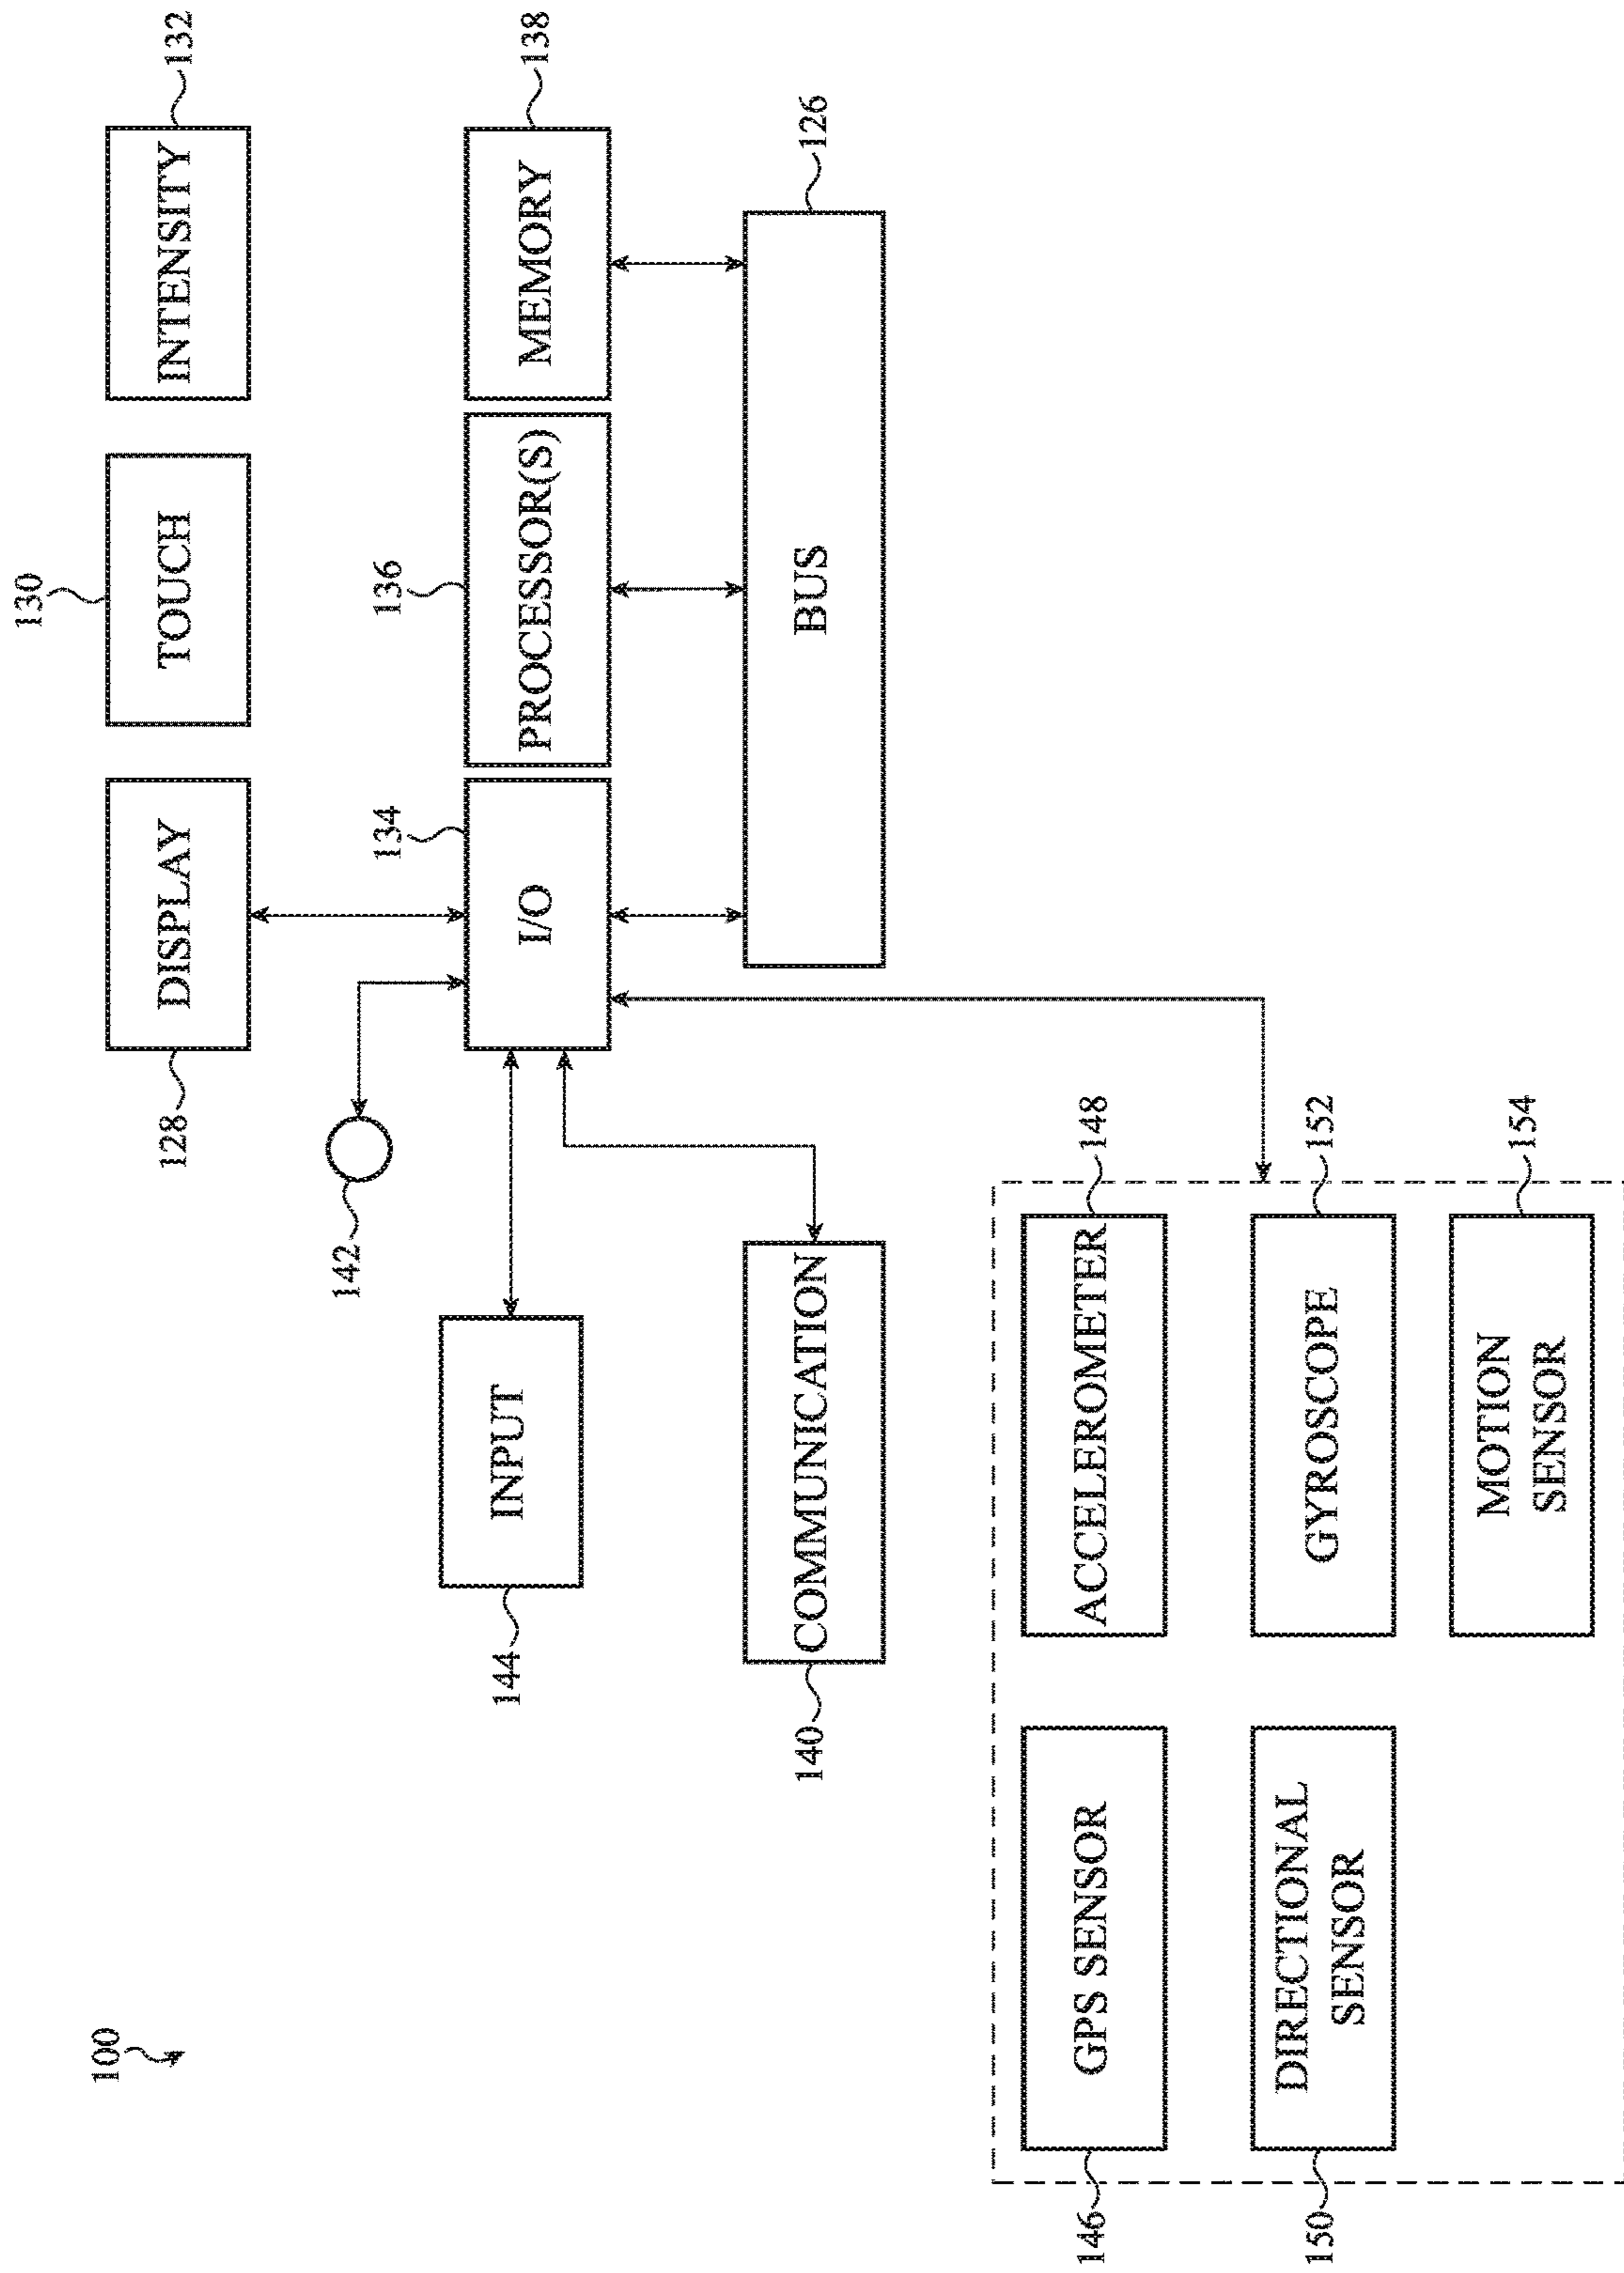 130
100
128
DISPLAY
TOUCH
INTENSITY
132
142
134
136
144
INPUT
I/O
PROCESSOR(S)
MEMORY
138
140
COMMUNICATION
BUS
126
146
GPS SENSOR
ACCELEROMETER
148
150
DIRECTIONAL
SENSOR
GYROSCOPE
152
MOTION
SENSOR
154